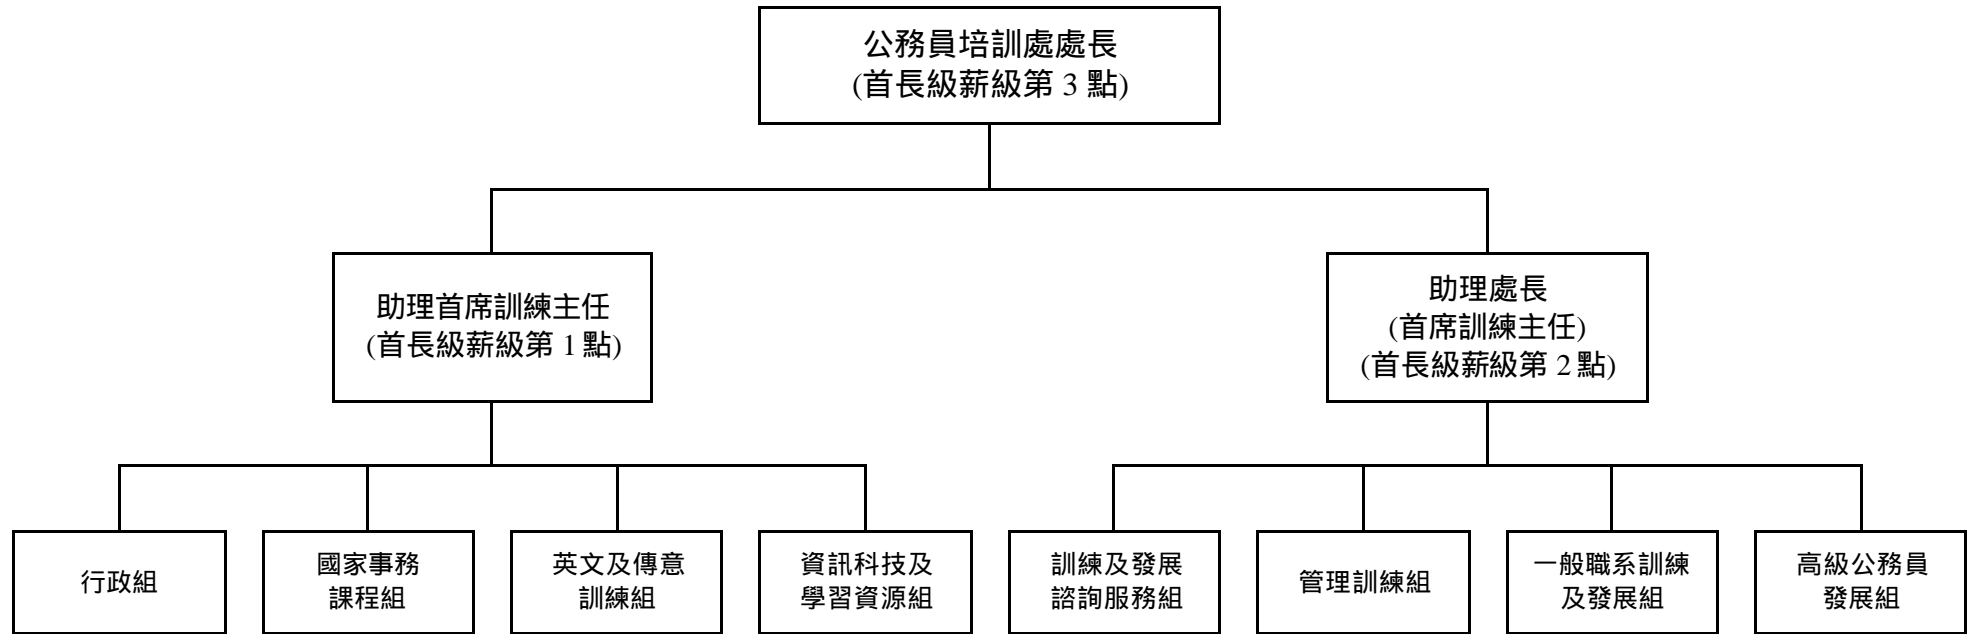 公務員培訓處處長
(首長級薪級第 3 點)
助理首席訓練主任
(首長級薪級第 1 點)
助理處長
(首席訓練主任)
(首長級薪級第 2 點)
行政組
國家事務
課程組
英文及傳意
訓練組
資訊科技及
學習資源組
訓練及發展
諮詢服務組
管理訓練組
一般職系訓練
及發展組
高級公務員
發展組